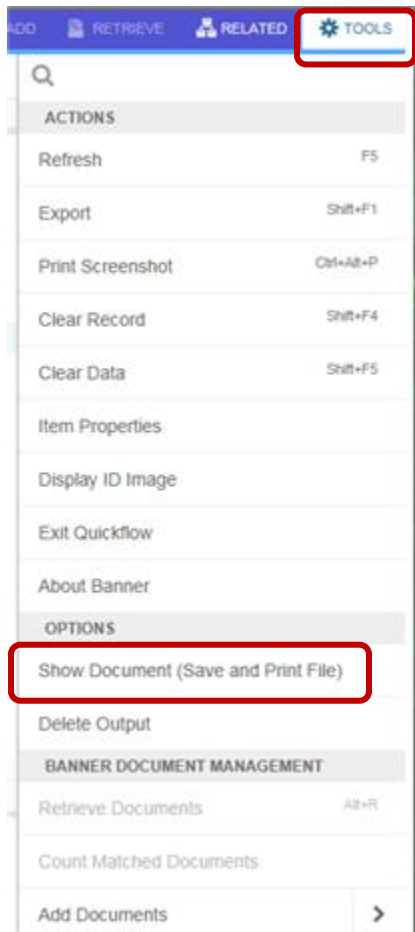 ADD RETRIEVE RELATED TOOLS
ACTIONS
Refresh F5
Export Shift+F1
Print Screenshot Ctrl+Alt+P
Clear Record Shift+F4
Clear Data Shift+F5
Item Properties
Display ID Image
Exit Quickflow
About Banner
OPTIONS
Show Document (Save and Print File)
Delete Output
BANNER DOCUMENT MANAGEMENT
Retrieve Documents Alt+R
Count Matched Documents
Add Documents